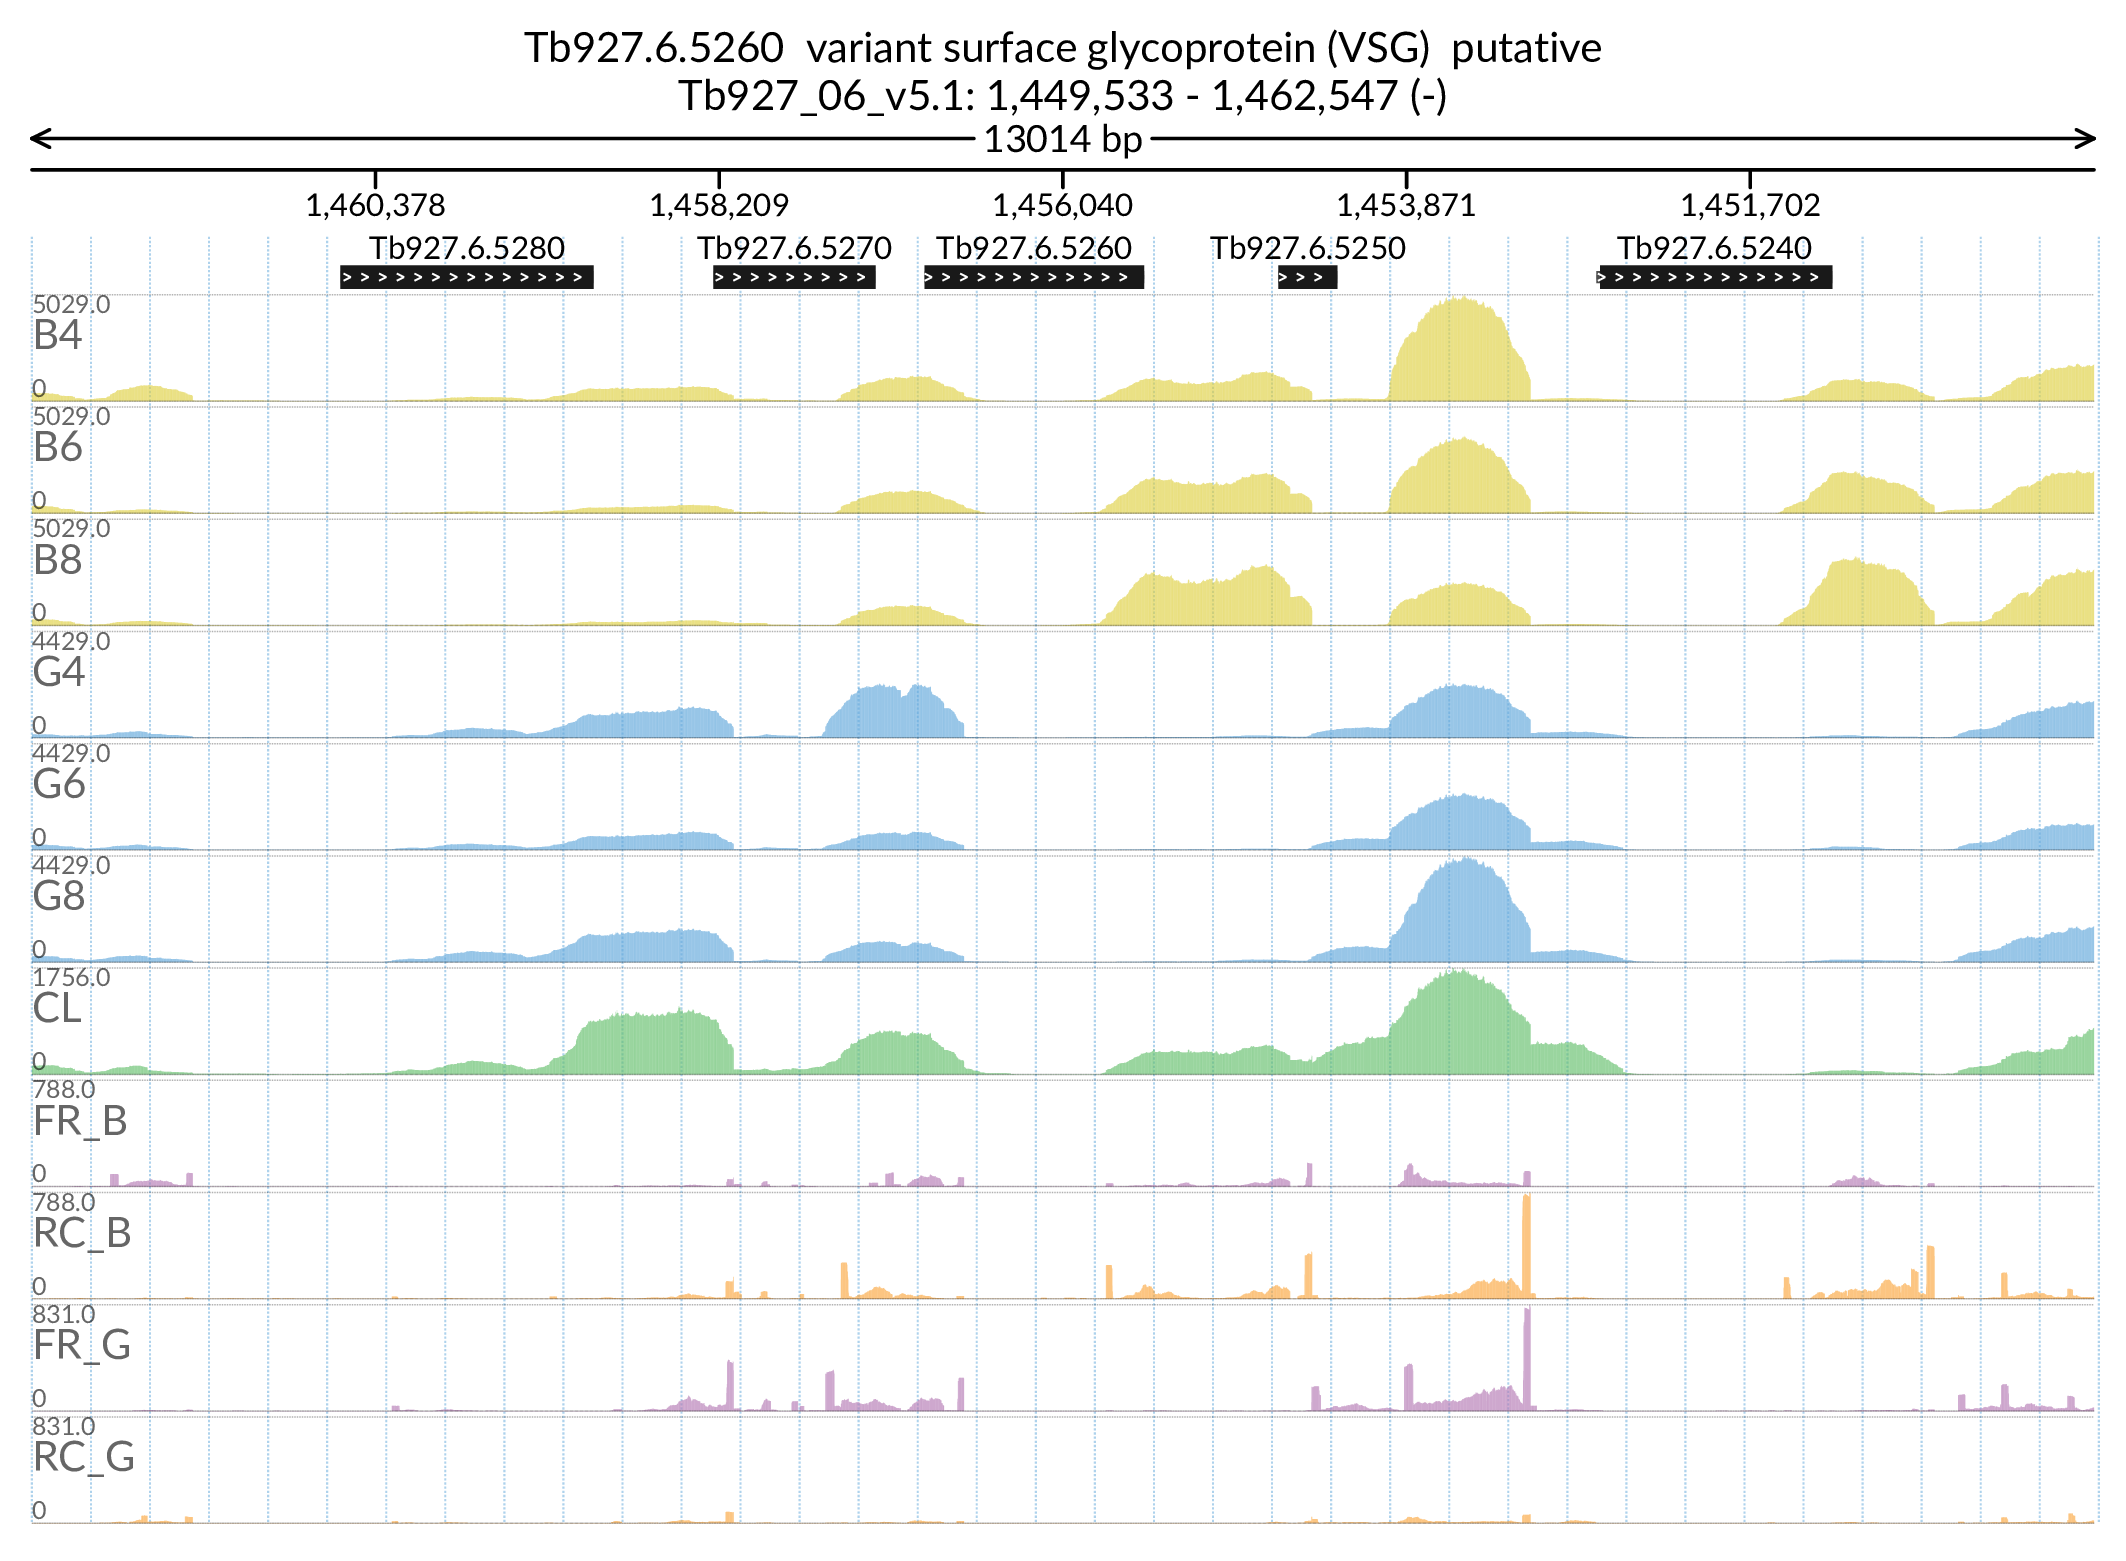 Tb927.6.5260  variant surface glycoprotein (VSG)  putative
Tb927_06_v5.1: 1,449,533 - 1,462,547 (-)
13014 bp
1,460,378 1,458,209 1,456,040 1,453,871 1,451,702
Tb927.6.5280 Tb927.6.5270 Tb927.6.5260 Tb927.6.5250 Tb927.6.5240
5029.0
B4
0
5029.0
B6
0
5029.0
B8
0
4429.0
G4
0
4429.0
G6
0
4429.0
G8
0
1756.0
CL
0
788.0
FR_B
0
788.0
RC_B
0
831.0
FR_G
0
831.0
RC_G
0